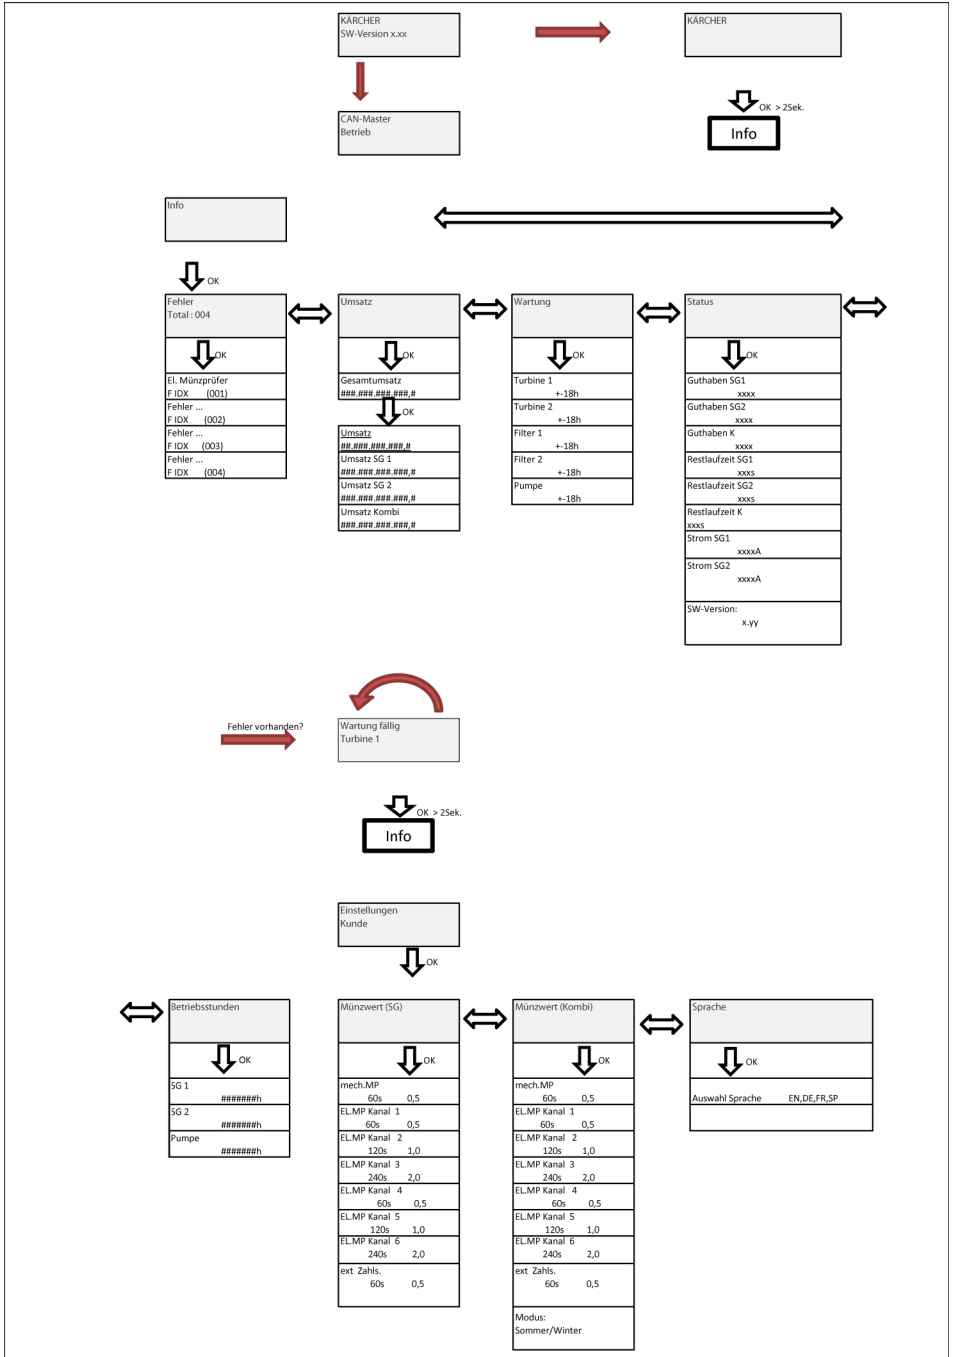 KÄRCHER
SW-Version x.xx
KÄRCHER
OK > 2Sek.
Info
CAN-Master
Betrieb
Info
OK
Fehler
Total : 004
OK
El. Münzprüfer
F IDX (001)
Fehler ...
F IDX (002)
Fehler ...
F IDX (003)
Fehler ...
F IDX (004)
Umsatz
OK
Gesamtumsatz
###.###.###.###,#
OK
Umsatz
##.###.###.###,#
Umsatz SG 1
###.###.###.###,#
Umsatz SG 2
###.###.###.###,#
Umsatz Kombi
###.###.###.###,#
Wartung
OK
Turbine 1
+-18h
Turbine 2
+-18h
Filter 1
+-18h
Filter 2
+-18h
Pumpe
+-18h
Status
OK
Guthaben SG1
xxxx
Guthaben SG2
xxxx
Guthaben K
xxxx
Restlaufzeit SG1
xxxs
Restlaufzeit SG2
xxxs
Restlaufzeit K
xxxs
Strom SG1
xxxxA
Strom SG2
xxxxA
SW-Version:
x.yy
Fehler vorhanden?
Wartung fällig
Turbine 1
OK > 2Sek.
Info
Einstellungen
Kunde
OK
Betriebsstunden
OK
SG 1
#######h
SG 2
#######h
Pumpe
#######h
Münzwert (SG)
OK
mech.MP
60s 0,5
EL.MP Kanal 1
60s 0,5
EL.MP Kanal 2
120s 1,0
EL.MP Kanal 3
240s 2,0
EL.MP Kanal 4
60s 0,5
EL.MP Kanal 5
120s 1,0
EL.MP Kanal 6
240s 2,0
ext Zahls.
60s 0,5
Münzwert (Kombi)
OK
mech.MP
60s 0,5
EL.MP Kanal 1
60s 0,5
EL.MP Kanal 2
120s 1,0
EL.MP Kanal 3
240s 2,0
EL.MP Kanal 4
60s 0,5
EL.MP Kanal 5
120s 1,0
EL.MP Kanal 6
240s 2,0
ext Zahls.
60s 0,5
Modus:
Sommer/Winter
Sprache
OK
Auswahl Sprache EN,DE,FR,SP